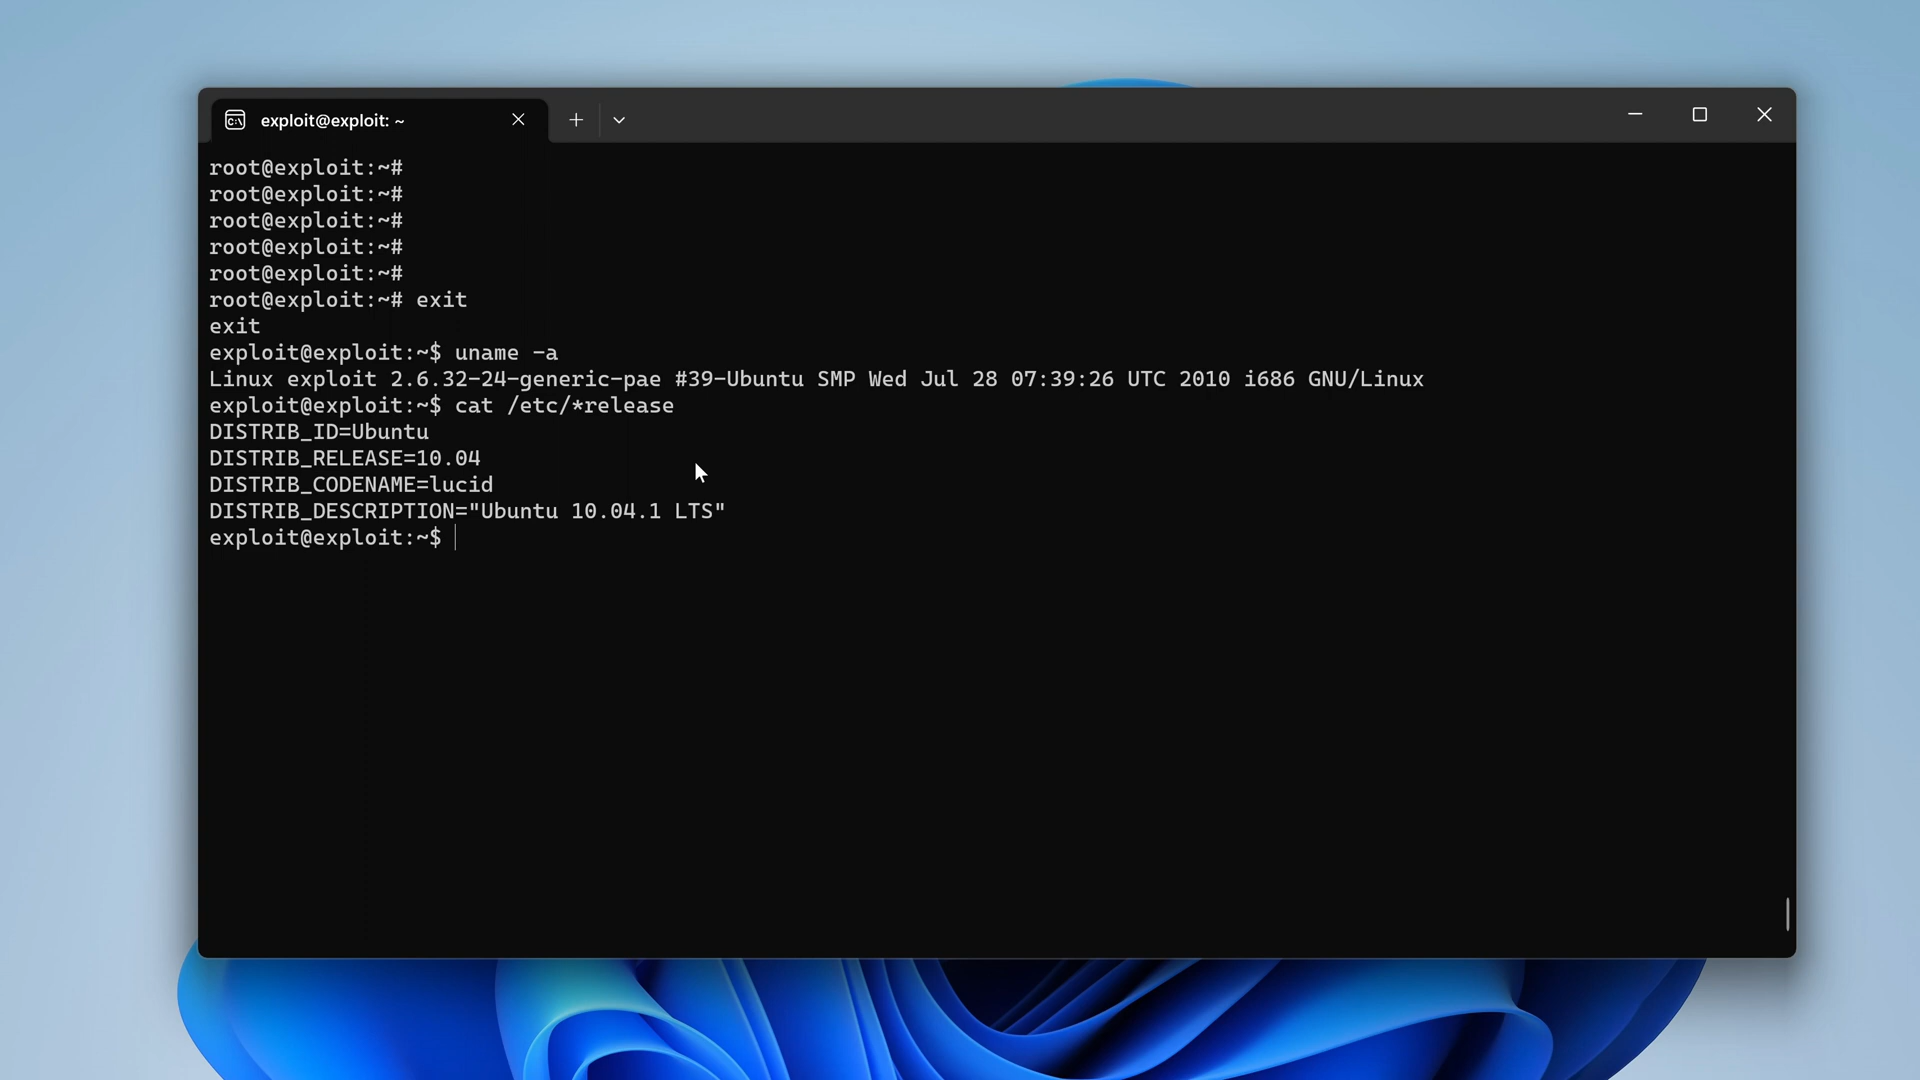 exploit@exploit: ~
root@exploit:~#
root@exploit:~#
root@exploit:~#
root@exploit:~#
root@exploit:~#
root@exploit:~# exit
exit
exploit@exploit:~$ uname -a
Linux exploit 2.6.32-24-generic-pae #39-Ubuntu SMP Wed Jul 28 07:39:26 UTC 2010 i686 GNU/Linux
exploit@exploit:~$ cat /etc/*release
DISTRIB_ID=Ubuntu
DISTRIB_RELEASE=10.04
DISTRIB_CODENAME=lucid
DISTRIB_DESCRIPTION="Ubuntu 10.04.1 LTS"
exploit@exploit:~$